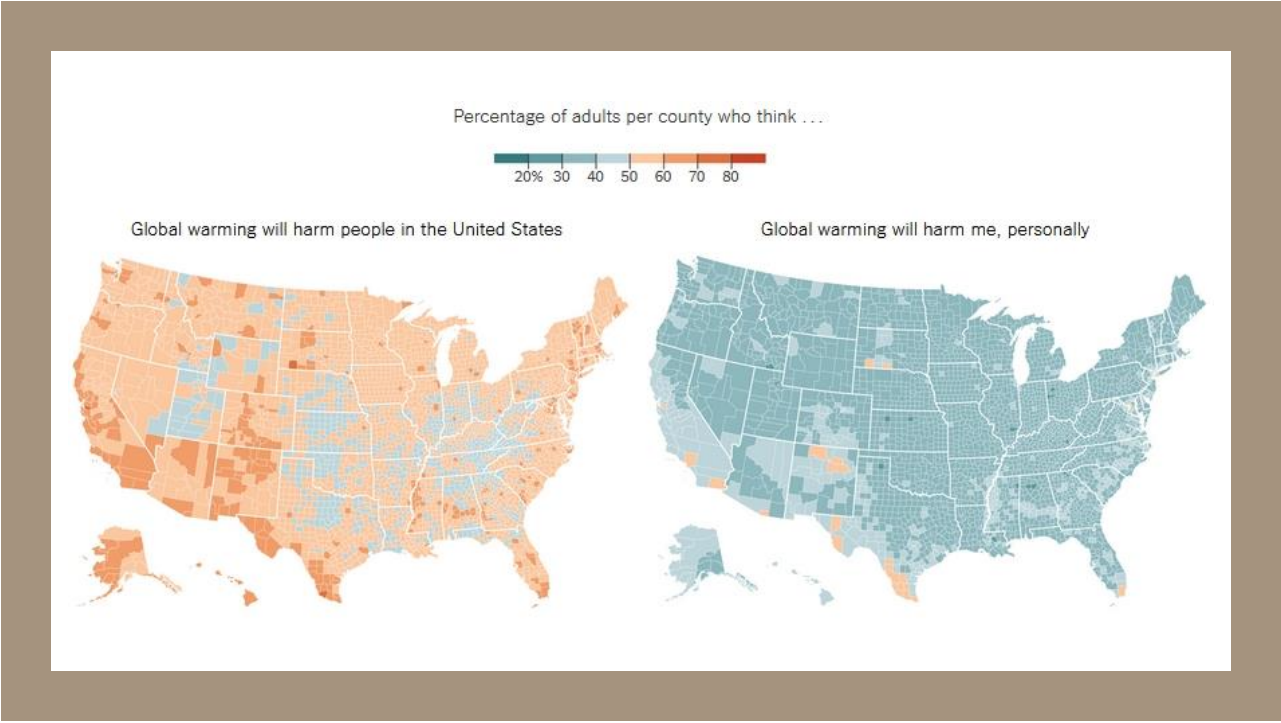 Percentage of adults per county who think ...
20% 30 40 50 60 70 80
Global warming will harm people in the United States
Global warming will harm me, personally